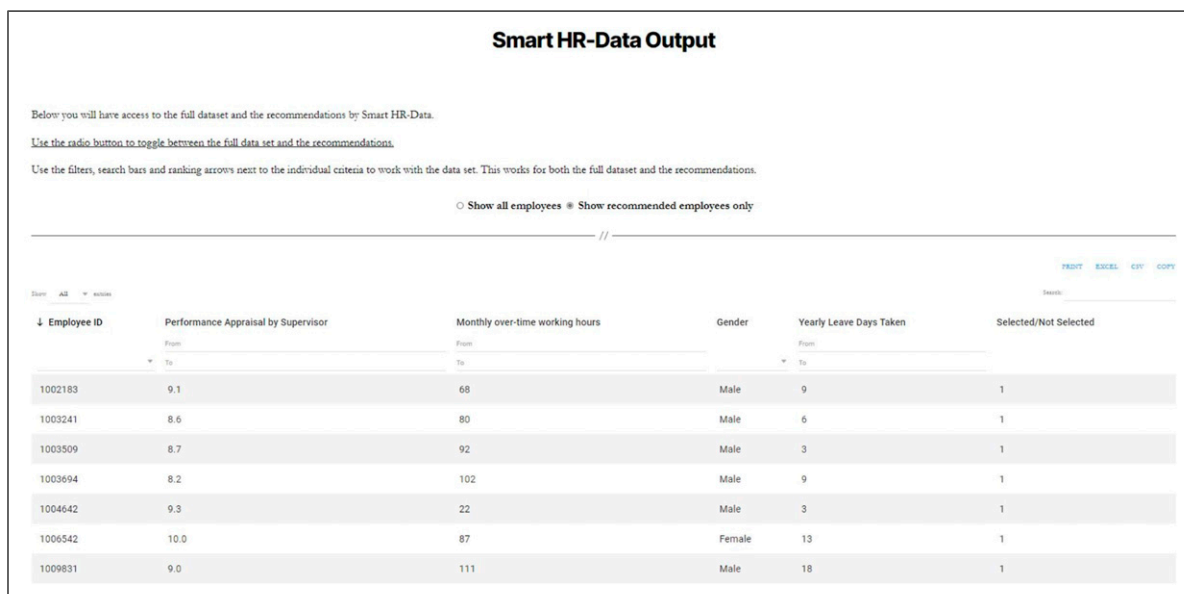 Smart HR-Data Output
Below you will have access to the full dataset and the recommendations by Smart HR-Data.
Use the radio button to toggle between the full data set and the recommendations.
Use the filters, search bars and ranking arrows next to the individual criteria to work with the data set. This works for both the full dataset and the recommendations.
Show all employees Show recommended employees only
//
PRINT EXCEL CSV COPY
Show All entries Search:
↓ Employee ID Performance Appraisal by Supervisor Monthly over-time working hours Gender Yearly Leave Days Taken Selected/Not Selected
From From From
To To To
1002183 9.1 68 Male 9 1
1003241 8.6 80 Male 6 1
1003509 8.7 92 Male 3 1
1003694 8.2 102 Male 9 1
1004642 9.3 22 Male 3 1
1006542 10.0 87 Female 13 1
1009831 9.0 111 Male 18 1